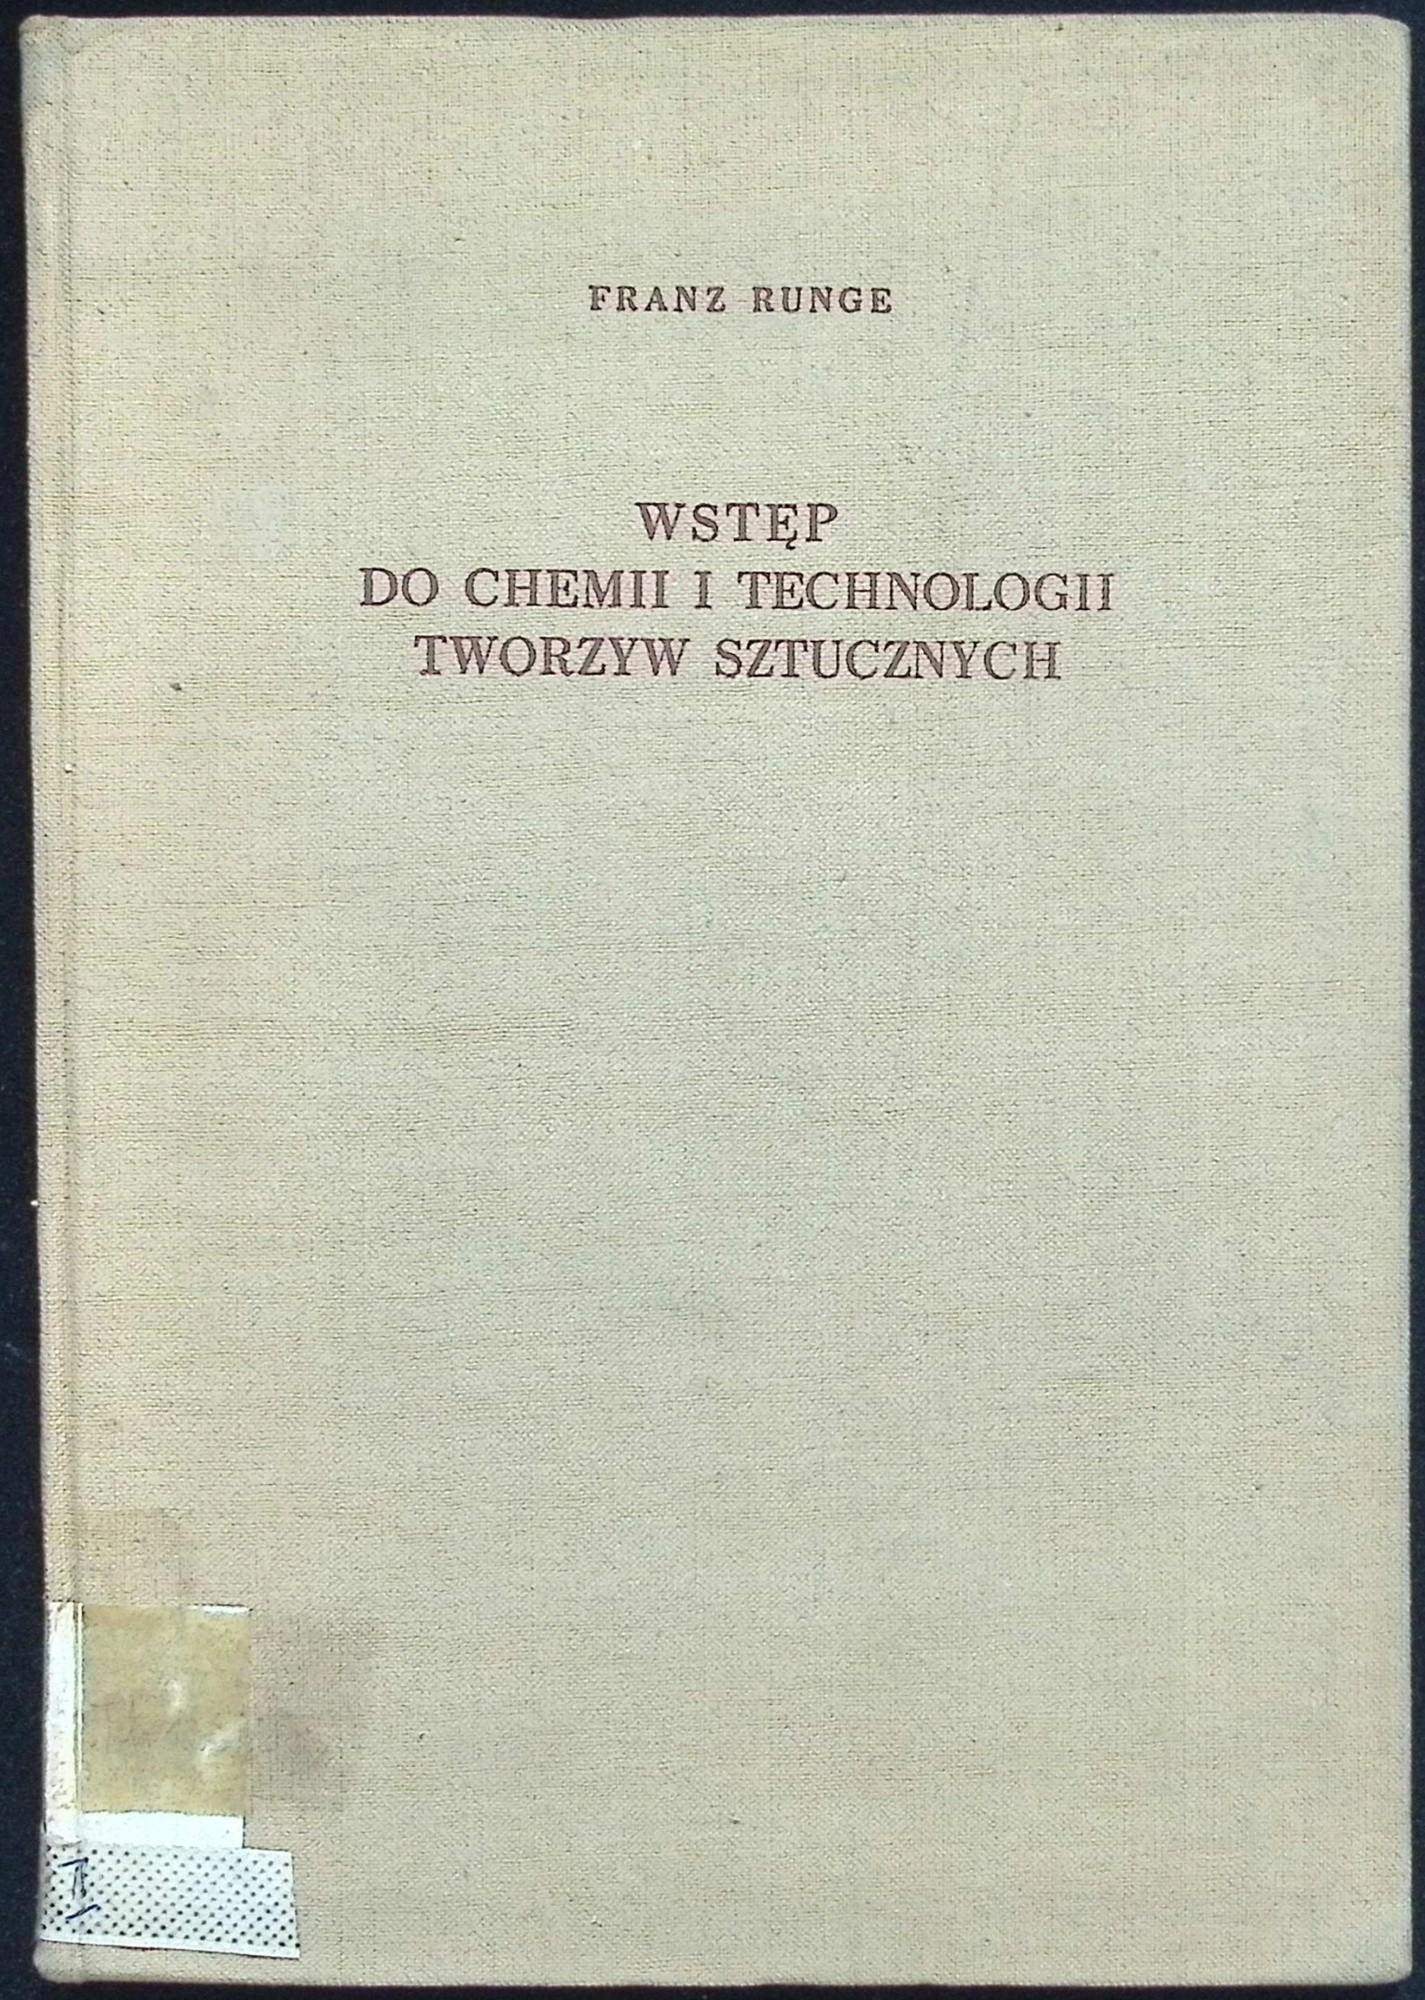 FRANZ RUNGE
WSTĘP
DO CHEMII I TECHNOLOGII
TWORZYW SZTUCZNYCH